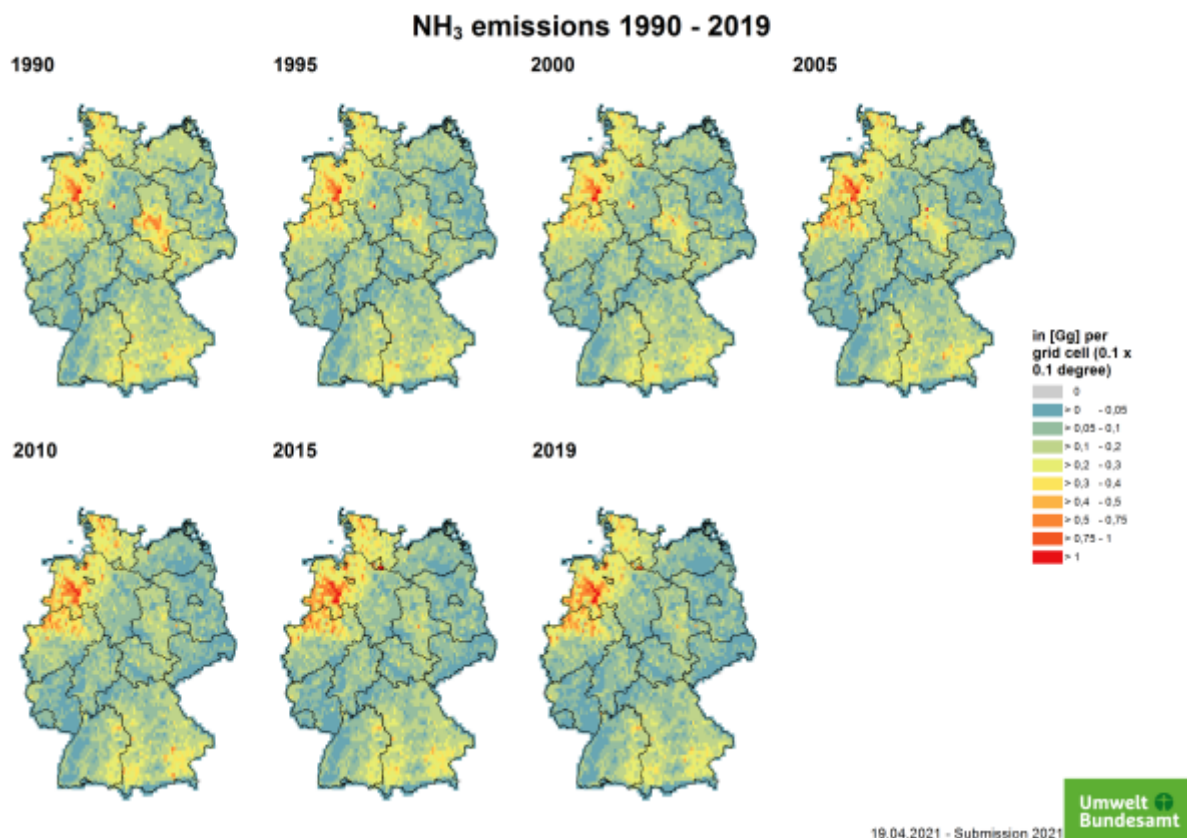 NH₃ emissions 1990 - 2019
1990
1995
2000
2005
in [Gg] per
grid cell (0.1 x
0.1 degree)
0
> 0 - 0,05
> 0,05 - 0,1
> 0,1 - 0,2
> 0,2 - 0,3
> 0,3 - 0,4
> 0,4 - 0,5
> 0,5 - 0,75
> 0,75 - 1
> 1
2010
2015
2019
Umwelt
Bundesamt
19.04.2021 - Submission 2021